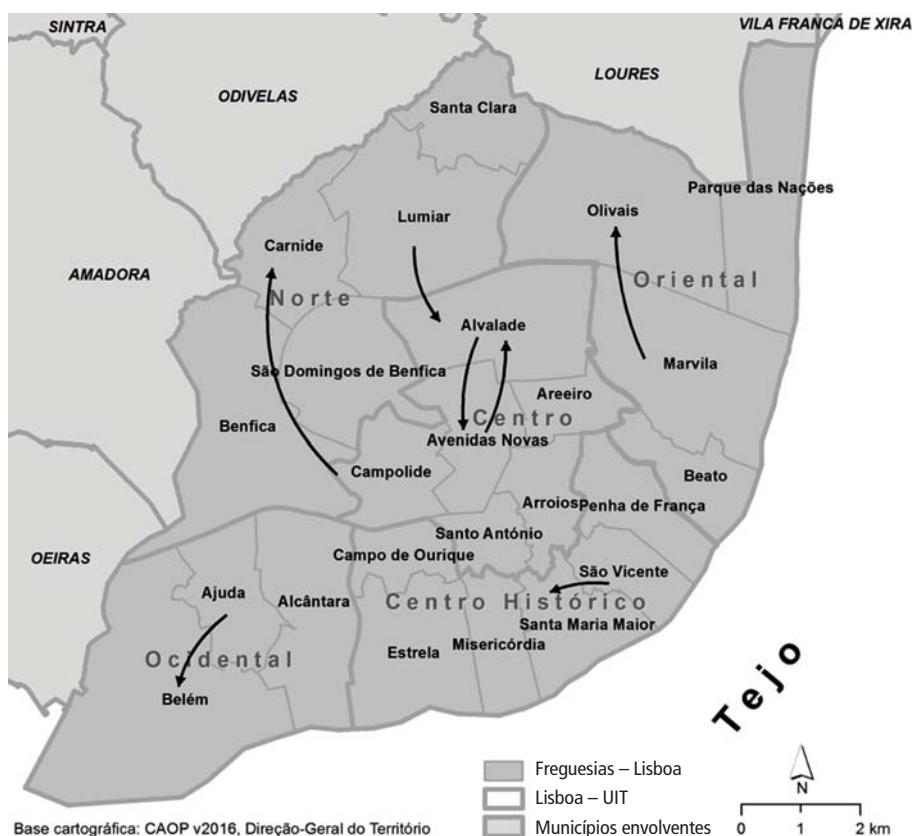 SINTRA
VILA FRANCA DE XIRA
LOURES
ODIVELAS
Santa Clara
Parque das Nações
Olivais
Lumiar
Carnide
AMADORA
Oriental
Norte
Alvalade
Marvila
São Domingos de Benfica
Areeiro
Centro
Benfica
Avenidas Novas
Campolide
Beato
Arroios
Penha de França
Santo António
Campo de Ourique
OEIRAS
São Vicente
Ajuda
Alcântara
Centro Histórico
Santa Maria Maior
Misericórdia
Estrela
Ocidental
Belém
Tejo
Freguesias – Lisboa
Lisboa – UIT
Municípios envolventes
N
0 1 2 km
Base cartográfica: CAOP v2016, Direção-Geral do Território